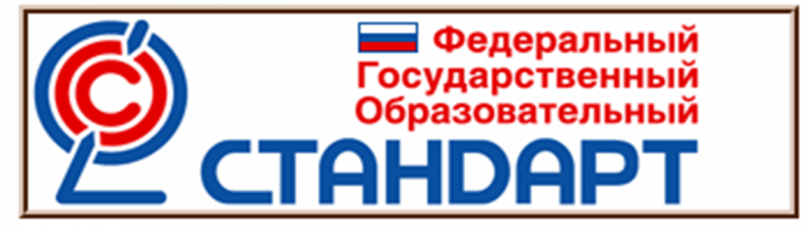 Федеральный
Государственный
Образовательный
СТАНДАРТ